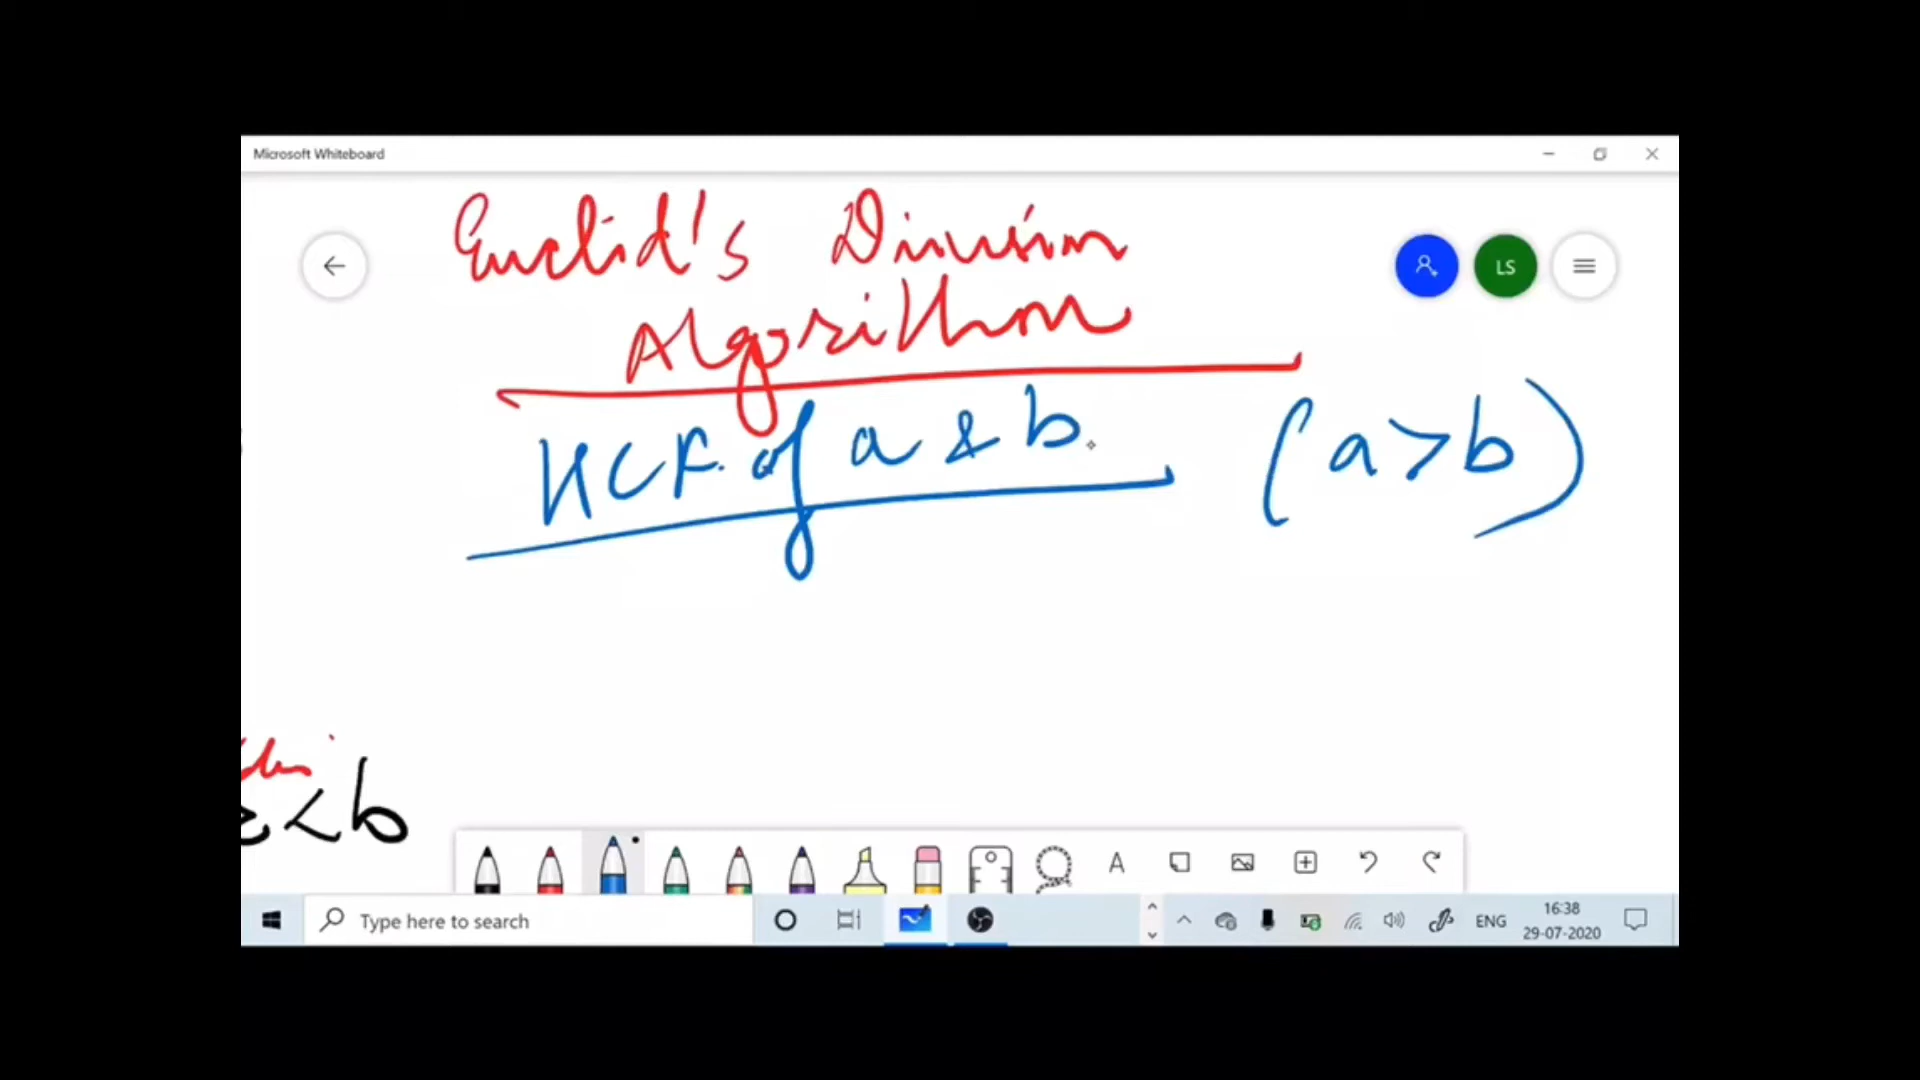 Microsoft Whiteboard
Euclid's Division
Algorithm
LS
HCF. of a & b. (a>b)
<b
A
Type here to search
ENG
16:38
29-07-2020